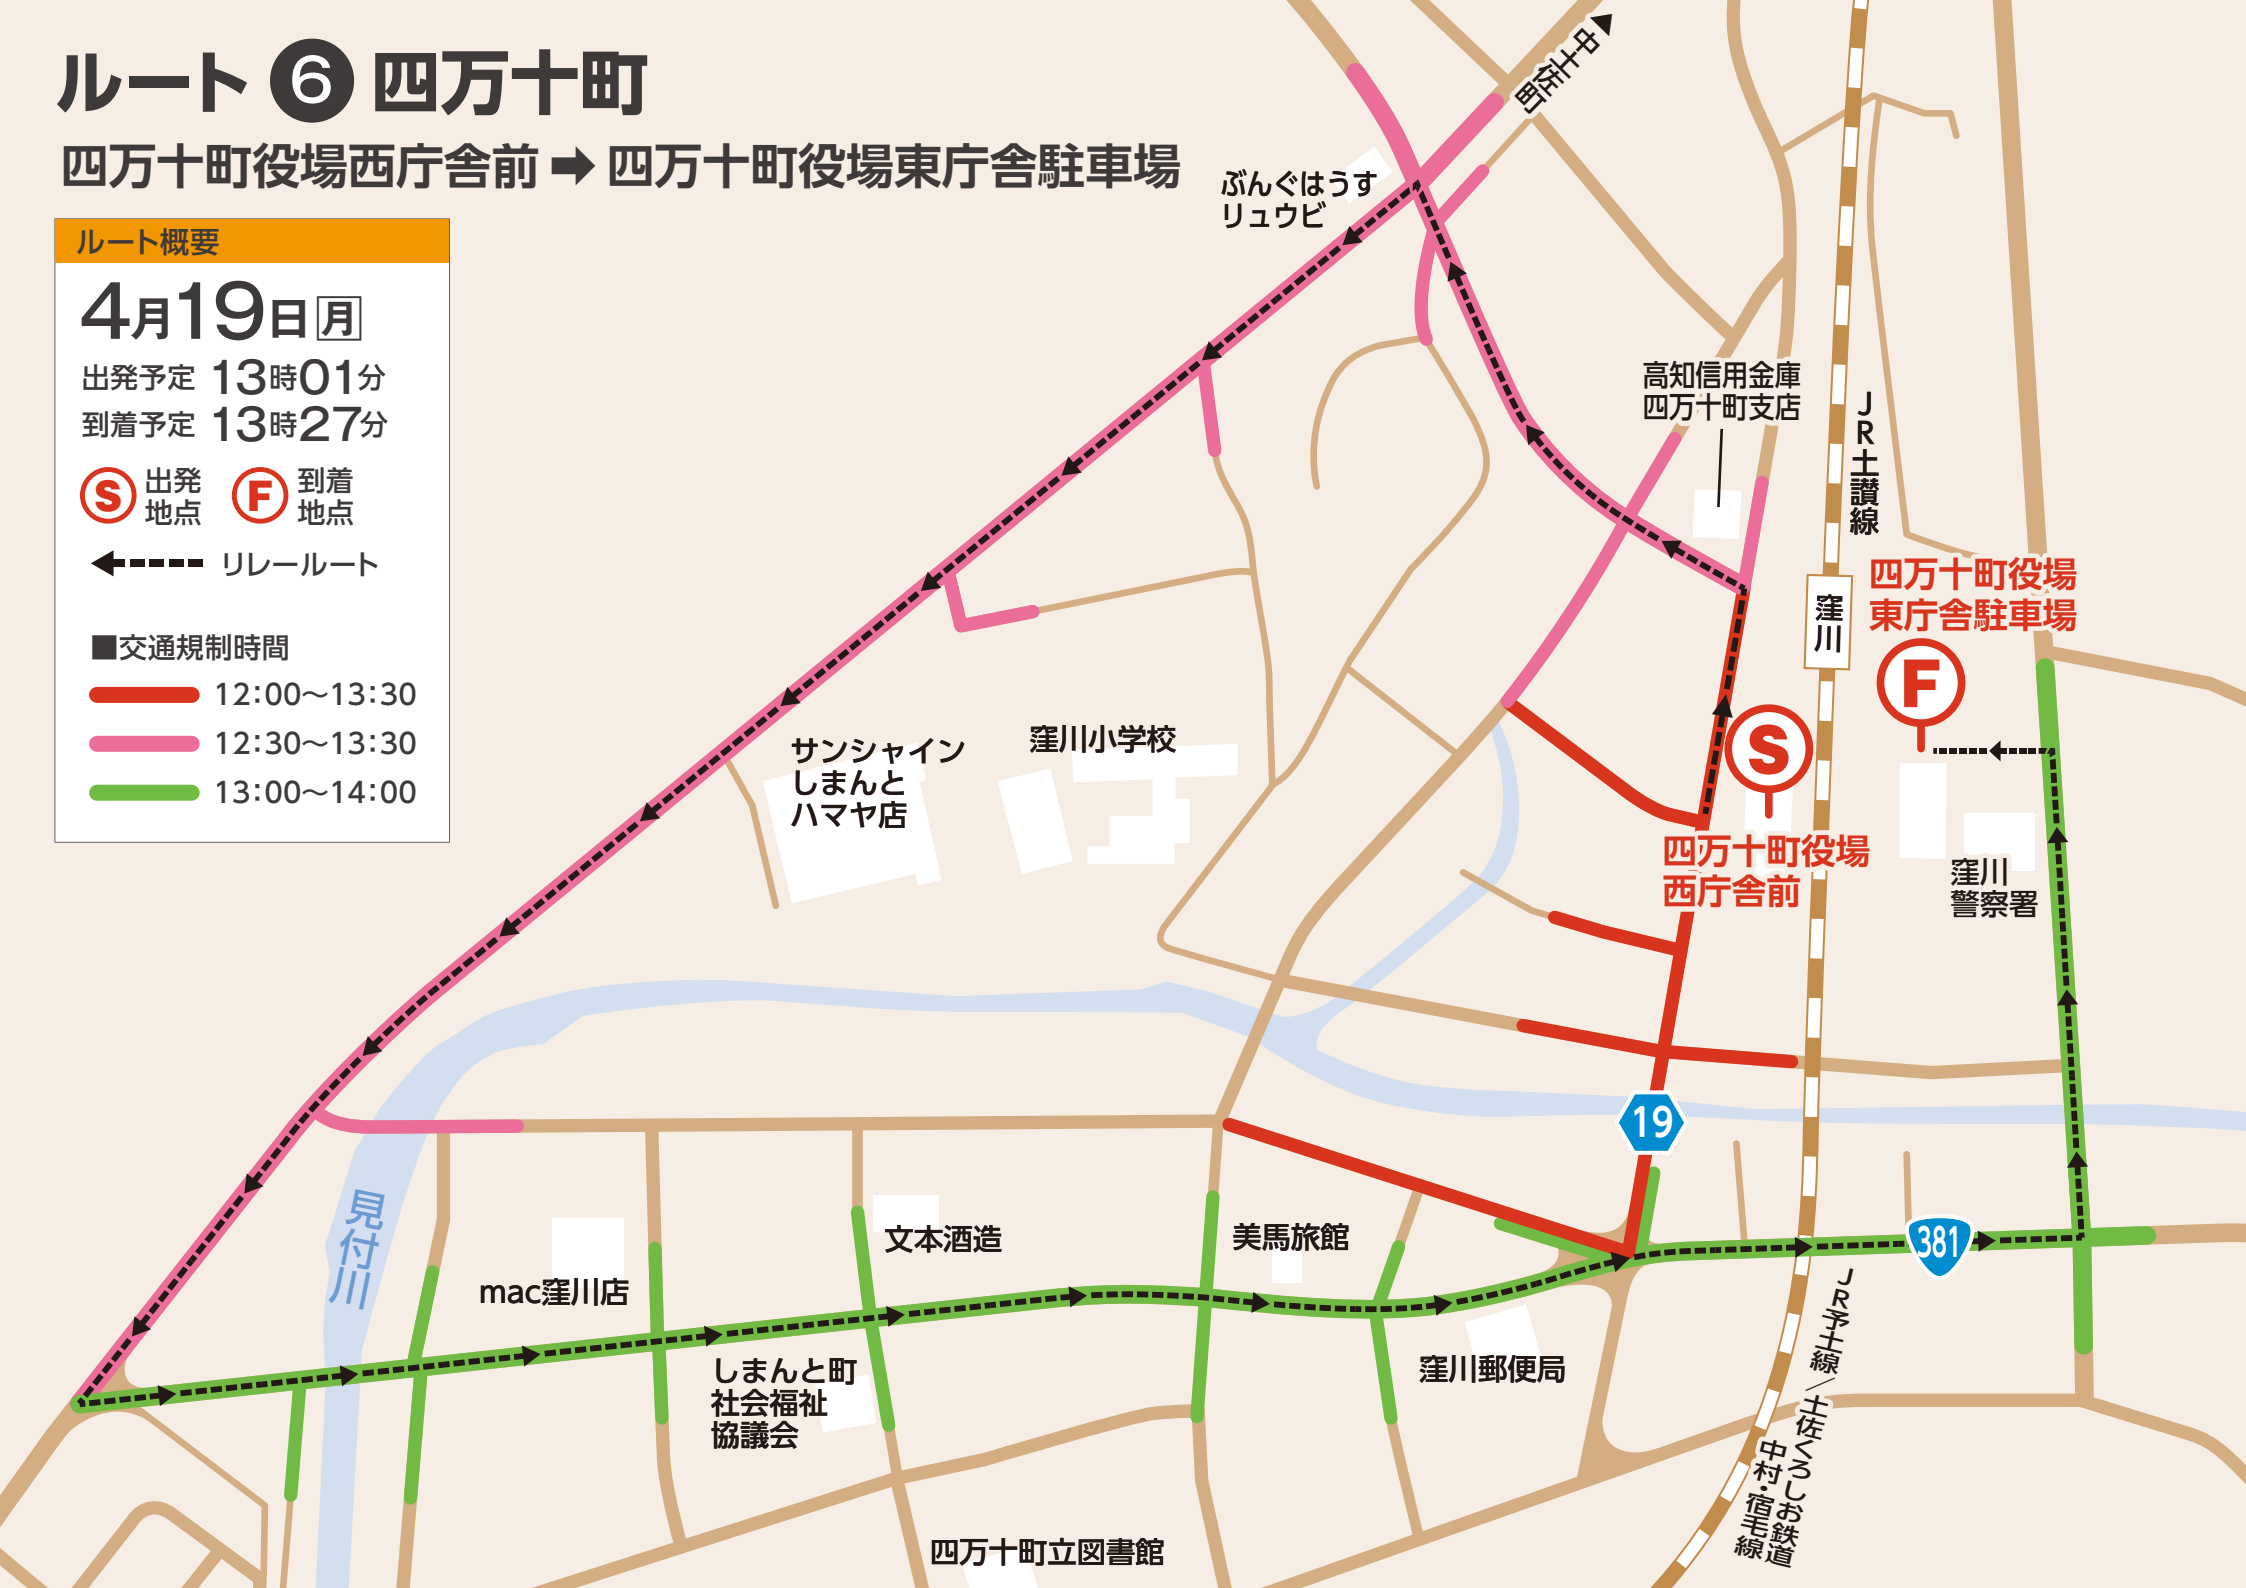 ルート 6 四万十町
四万十町役場西庁舎前 ➡ 四万十町役場東庁舎駐車場
ルート概要
4月19日 月
出発予定 13時01分
到着予定 13時27分
S 出発地点
F 到着地点
リレールート
■交通規制時間
12:00〜13:30
12:30〜13:30
13:00〜14:00
中土佐町
ぶんぐはうす
リュウビ
高知信用金庫
四万十町支店
JR土讃線
窪川
四万十町役場
東庁舎駐車場
F
S
四万十町役場
西庁舎前
窪川
警察署
サンシャイン
しまんと
ハマヤ店
窪川小学校
19
381
見付川
文本酒造
美馬旅館
mac窪川店
しまんと町
社会福祉
協議会
窪川郵便局
JR予土線／土佐くろしお鉄道
中村・宿毛線
四万十町立図書館